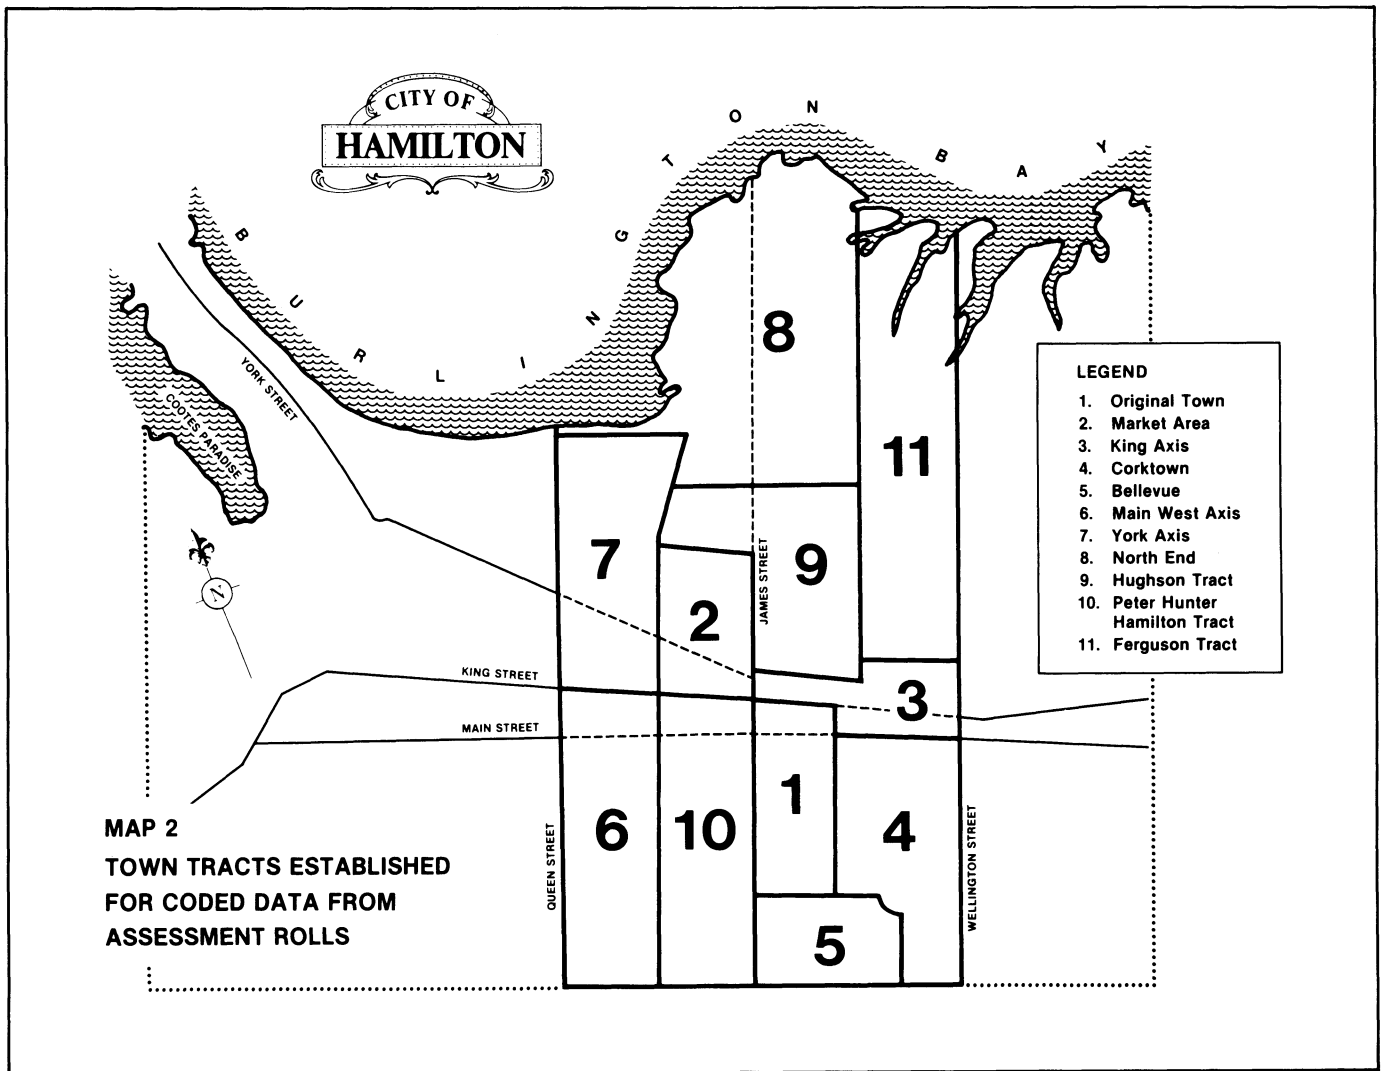 CITY OF
HAMILTON
BURLINGTON BAY
COOTES PARADISE
YORK STREET
N
8
11
7
9
2
JAMES STREET
KING STREET
MAIN STREET
3
1
6
10
4
5
QUEEN STREET
WELLINGTON STREET
LEGEND
1. Original Town
2. Market Area
3. King Axis
4. Corktown
5. Bellevue
6. Main West Axis
7. York Axis
8. North End
9. Hughson Tract
10. Peter Hunter
Hamilton Tract
11. Ferguson Tract
MAP 2
TOWN TRACTS ESTABLISHED
FOR CODED DATA FROM
ASSESSMENT ROLLS